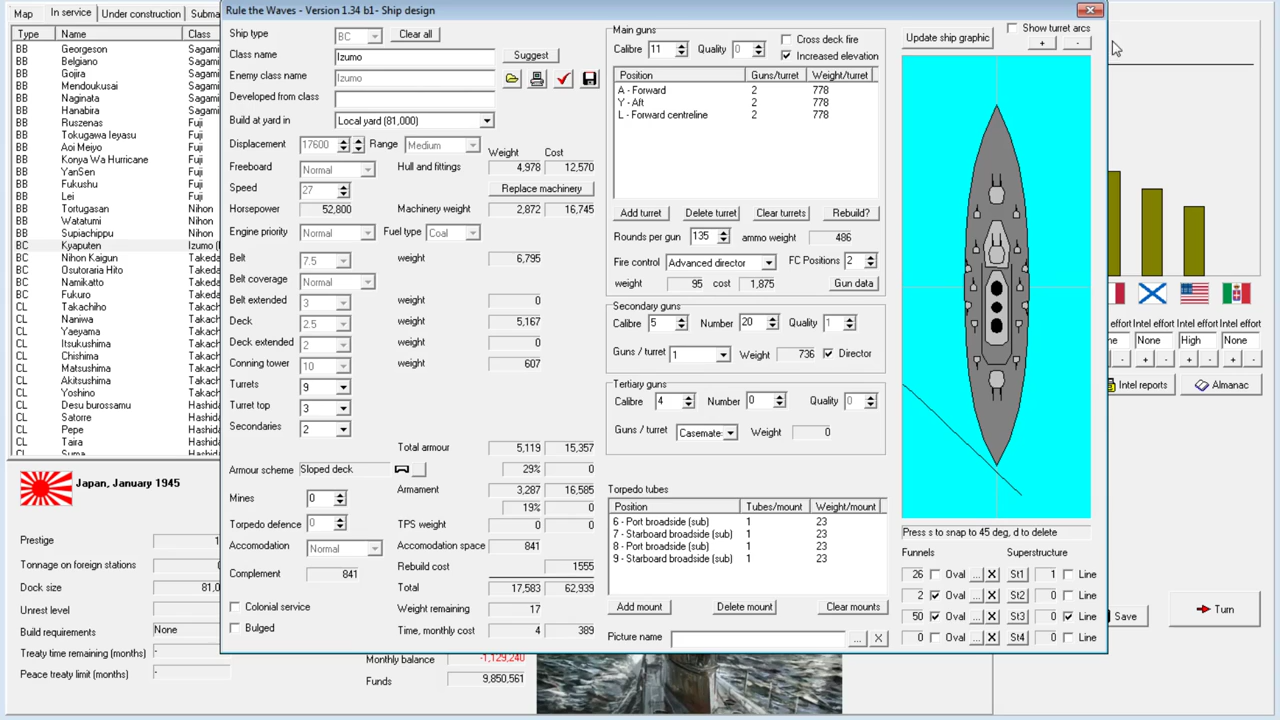 Map In service Under construction Subma
Rule the Waves - Version 1.34 b1- Ship design
Type Name Class
BB Georgeson Sagami
BB Belgiano Sagami
BB Gojira Sagami
BB Mendoukusai Sagami
BB Naginata Sagami
BB Hanabira Sagami
BB Ruszenas Fuji
BB Tokugawa Ieyasu Fuji
BB Aoi Meiyo Fuji
BB Konya Wa Hurricane Fuji
BB YanSen Fuji
BB Fukushu Fuji
BB Lei Fuji
BB Tortugasan Nihon
BB Watatumi Nihon
BB Supiachippu Nihon
BC Kyaputen Izumo (
BC Nihon Kaigun Takeda
BC Osutoraria Hito Takeda
BC Namikatto Takeda
BC Fukuro Takeda
CL Takachiho Takach
CL Naniwa Takach
CL Yaeyama Takach
CL Itsukushima Takach
CL Chishima Takach
CL Matsushima Takach
CL Akitsushima Takach
CL Yoshino Takach
CL Desu burossamu Hashida
CL Satorre Hashida
CL Pepe Hashida
CL Taira Hashida
CL Suma Hashida
Japan, January 1945
Prestige 1
Tonnage on foreign stations
Dock size 81,0
Unrest level
Build requirements None
Treaty time remaining (months) -
Peace treaty limit (months) -
Monthly balance -1,129,240
Funds 9,850,561
Ship type BC Clear all
Class name Izumo Suggest
Enemy class name Izumo
Developed from class
Build at yard in Local yard (81,000)
Displacement 17600 Range Medium
Weight Cost
Freeboard Normal Hull and fittings 4,978 12,570
Speed 27 Replace machinery
Horsepower 52,800 Machinery weight 2,872 16,745
Engine priority Normal Fuel type Coal
Belt 7.5 weight 6,795
Belt coverage Normal
Belt extended 3 weight 0
Deck 2.5 weight 5,167
Deck extended 2 weight 0
Conning tower 10 weight 607
Turrets 9
Turret top 3
Secondaries 2
Total armour 5,119 15,357
Armour scheme Sloped deck 29% 0
Mines 0 Armament 3,287 16,585
19% 0
Torpedo defence 0 TPS weight 0 0
Accomodation Normal Accomodation space 841
Complement 841 Rebuild cost 1555
Total 17,583 62,939
Colonial service Weight remaining 17
Bulged Time, monthly cost 4 389
Main guns
Calibre 11 Quality 0 Cross deck fire
Increased elevation
Position Guns/turret Weight/turret
A - Forward 2 778
Y - Aft 2 778
L - Forward centreline 2 778
Add turret Delete turret Clear turrets Rebuild?
Rounds per gun 135 ammo weight 486
Fire control Advanced director FC Positions 2
weight 95 cost 1,875 Gun data
Secondary guns
Calibre 5 Number 20 Quality 1
Guns / turret 1 Weight 736 Director
Tertiary guns
Calibre 4 Number 0 Quality 0
Guns / turret Casemate: Weight 0
Torpedo tubes
Position Tubes/mount Weight/mount
6 - Port broadside (sub) 1 23
7 - Starboard broadside (sub) 1 23
8 - Port broadside (sub) 1 23
9 - Starboard broadside (sub) 1 23
Add mount Delete mount Clear mounts
Picture name ... X
Update ship graphic Show turret arcs
+ -
Press s to snap to 45 deg, d to delete
Funnels Superstructure
26 Oval ... X St1 1 Line
2 Oval ... X St2 0 Line
50 Oval ... X St3 0 Line
0 Oval ... X St4 0 Line
Intel effort Intel effort Intel effort
ne None High None
- + - + - + -
Intel reports Almanac
Save Turn